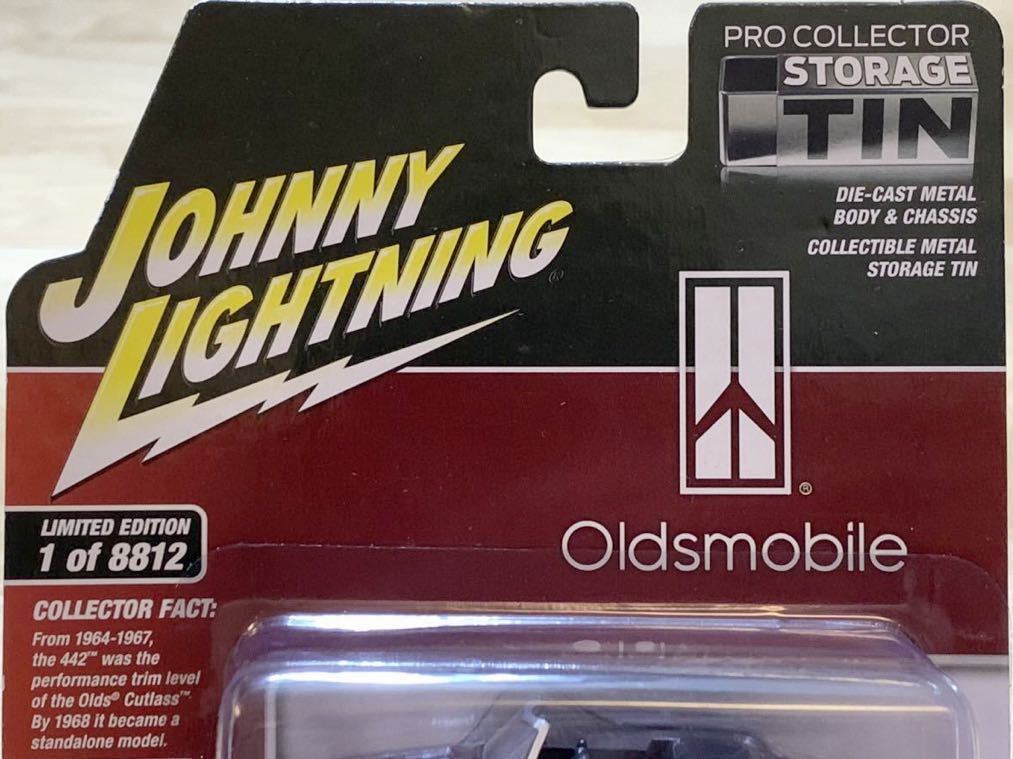 PRO COLLECTOR
STORAGE
TIN
DIE-CAST METAL
BODY & CHASSIS
COLLECTIBLE METAL
STORAGE TIN
JOHNNY
LIGHTNING
®
®
Oldsmobile
LIMITED EDITION
1 of 8812
COLLECTOR FACT:
From 1964-1967,
the 442™ was the
performance trim level
of the Olds® Cutlass™.
By 1968 it became a
standalone model.